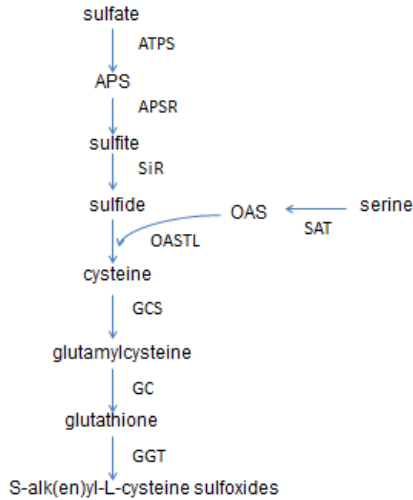 sulfate
ATPS
APS
APSR
sulfite
SiR
sulfide
OAS
serine
OASTL
SAT
cysteine
GCS
glutamylcysteine
GC
glutathione
GGT
S-alk(en)yl-L-cysteine sulfoxides